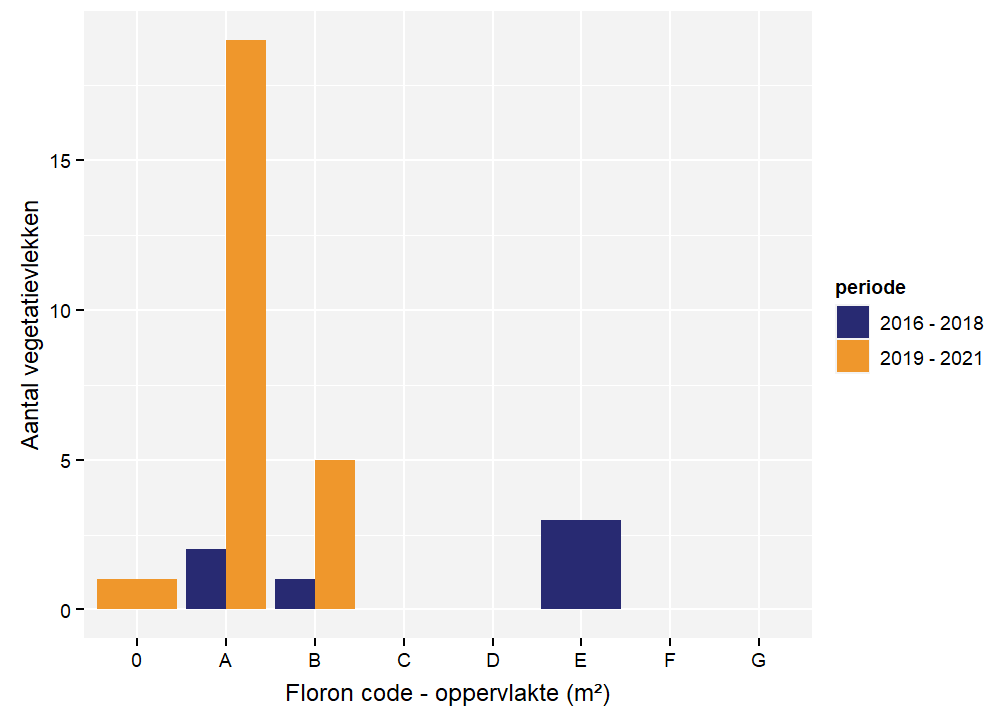 Aantal vegetatievlekken
15
10
5
0
0 A B C D E F G
Floron code - oppervlakte (m²)
periode
2016 - 2018
2019 - 2021